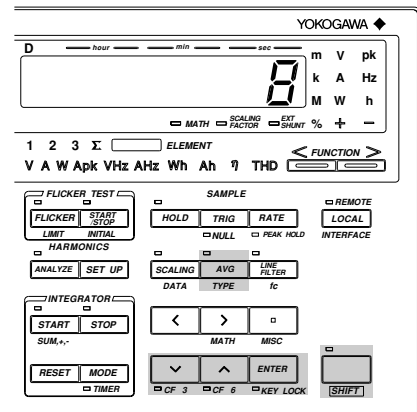 YOKOGAWA
D hour min sec m V pk
8 k A Hz
M W h
MATH SCALING FACTOR EXT SHUNT % + −
1 2 3 Σ ELEMENT
< FUNCTION >
V A W Apk VHz AHz Wh Ah η THD
FLICKER TEST SAMPLE
REMOTE
FLICKER START /STOP HOLD TRIG RATE LOCAL
LIMIT INITIAL NULL PEAK HOLD INTERFACE
HARMONICS
ANALYZE SET UP SCALING AVG LINE FILTER
DATA TYPE fc
INTEGRATOR
START STOP < > □
SUM,+,- MATH MISC
RESET MODE ∨ ∧ ENTER
TIMER CF 3 CF 6 KEY LOCK SHIFT